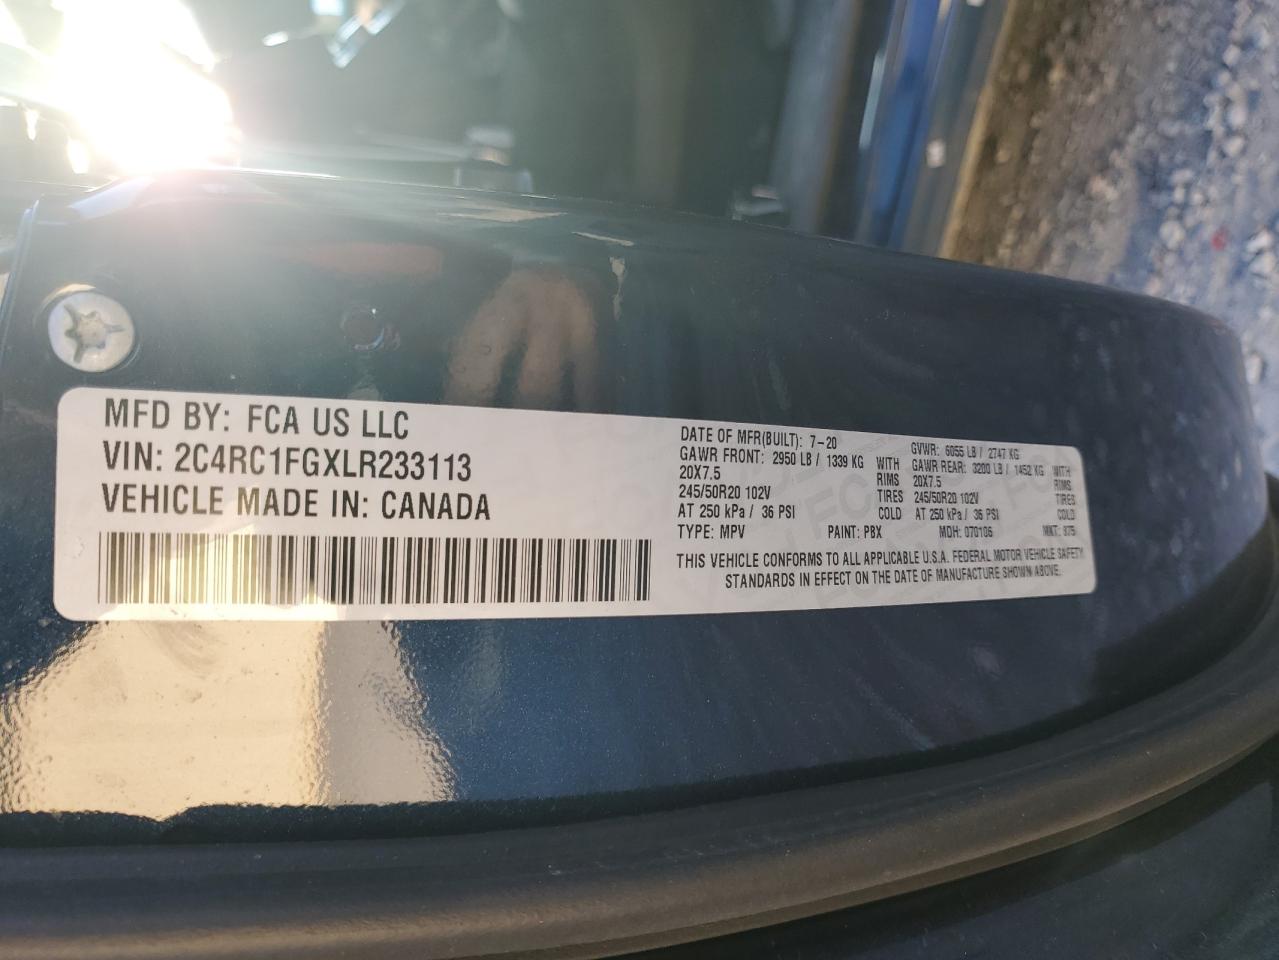 MFD BY: FCA US LLC
VIN: 2C4RC1FGXLR233113
VEHICLE MADE IN: CANADA
DATE OF MFR(BUILT): 7-20 GVWR: 6055 LB / 2747 KG
GAWR FRONT: 2950 LB / 1339 KG WITH GAWR REAR: 3200 LB / 1452 KG WITH
20X7.5 RIMS 20X7.5 RIMS
245/50R20 102V TIRES 245/50R20 102V TIRES
AT 250 kPa / 36 PSI COLD AT 250 kPa / 36 PSI COLD
TYPE: MPV PAINT: PBX MDH: 070106 MKT: 875
THIS VEHICLE CONFORMS TO ALL APPLICABLE U.S.A. FEDERAL MOTOR VEHICLE SAFETY
STANDARDS IN EFFECT ON THE DATE OF MANUFACTURE SHOWN ABOVE.